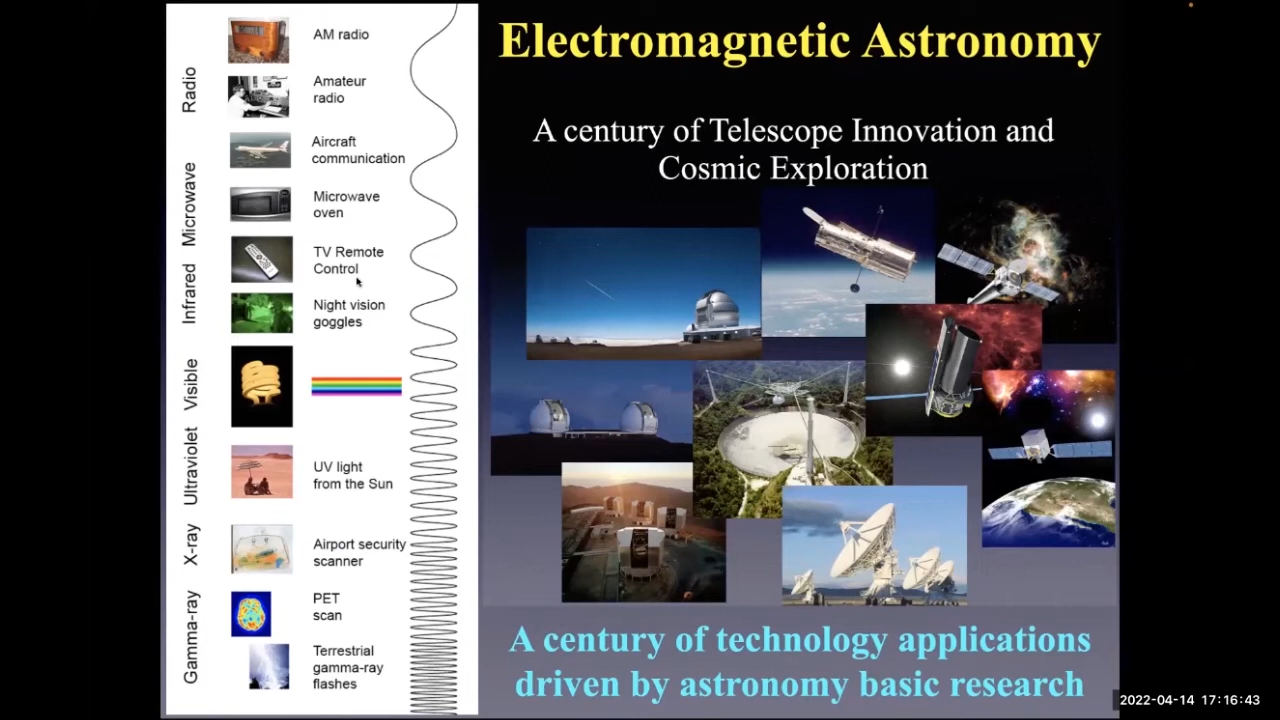 Radio
Microwave
Infrared
Visible
Ultraviolet
X-ray
Gamma-ray
AM radio
Amateur
radio
Aircraft
communication
Microwave
oven
TV Remote
Control
Night vision
goggles
UV light
from the Sun
Airport security
scanner
PET
scan
Terrestrial
gamma-ray
flashes
Electromagnetic Astronomy
A century of Telescope Innovation and
Cosmic Exploration
A century of technology applications
driven by astronomy basic research
2022-04-14 17:16:43